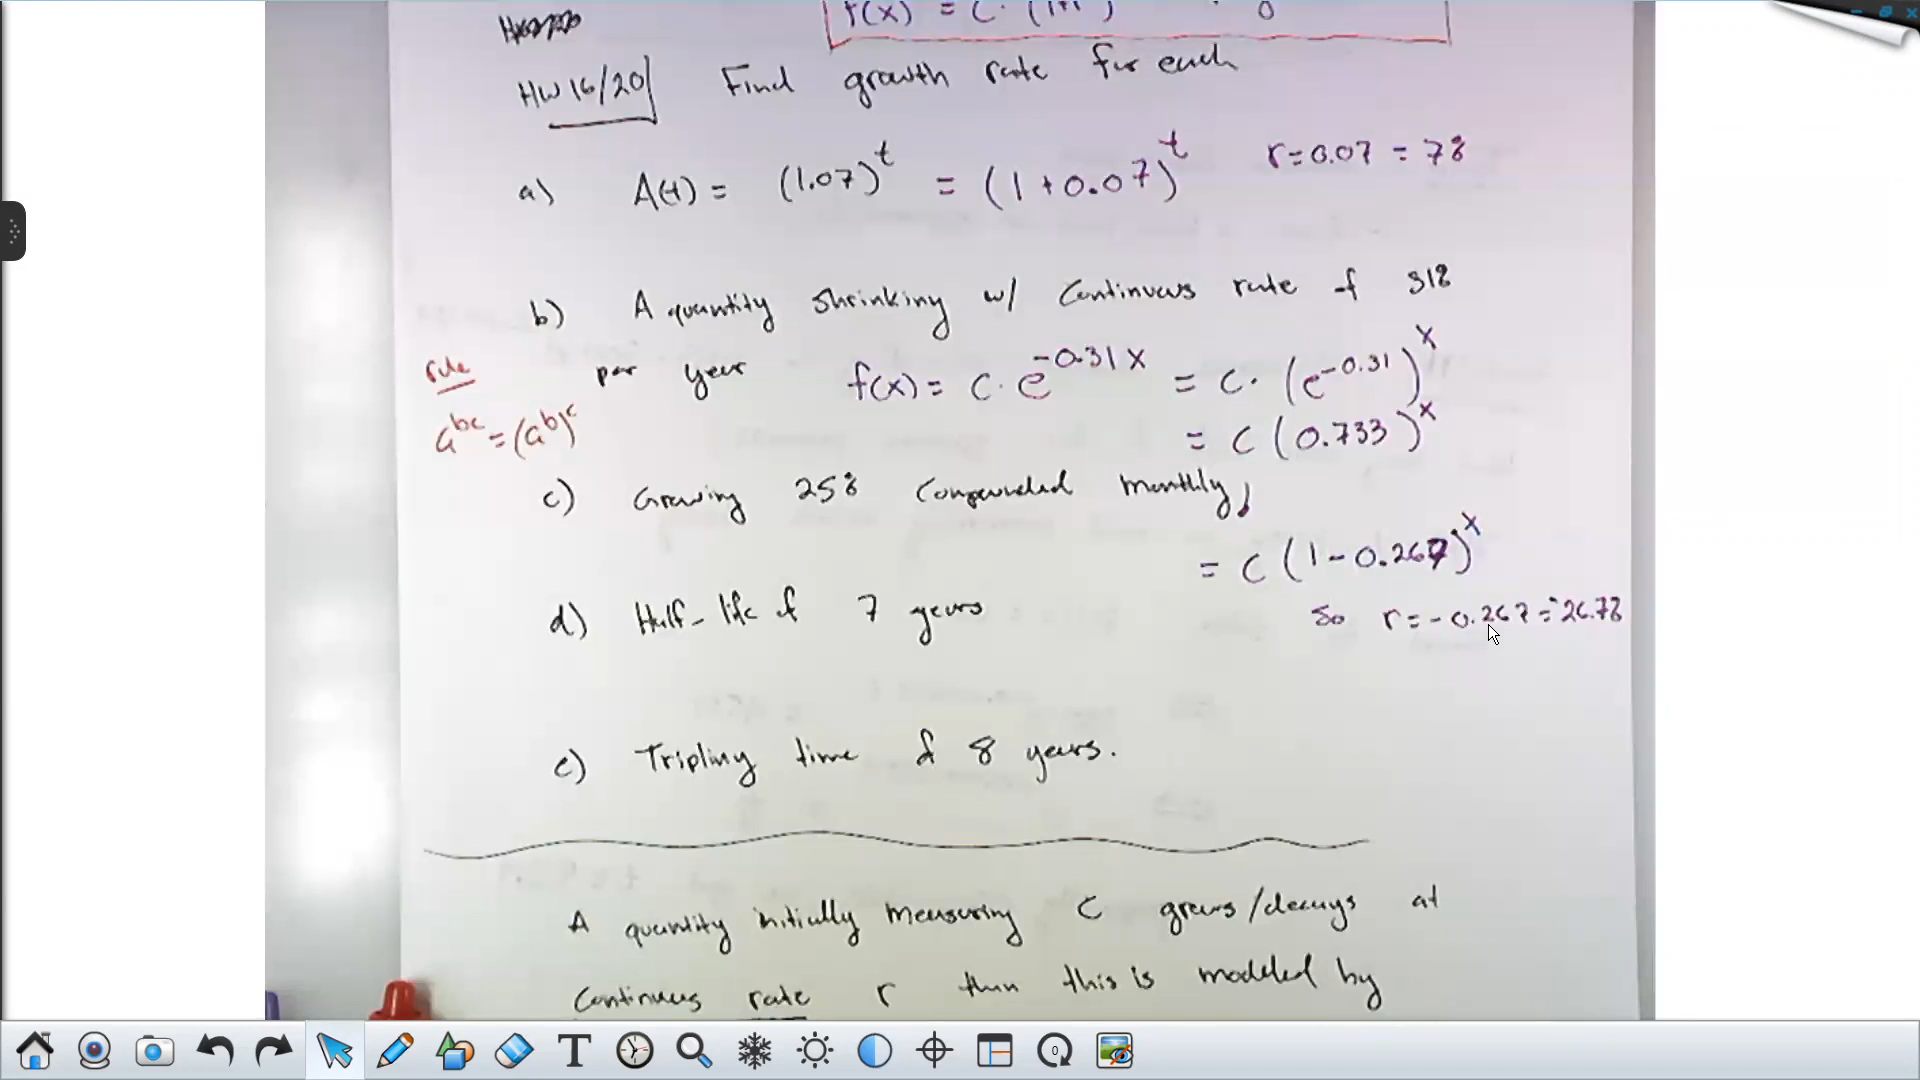 f(x) = C · (1+r)
HW 16/20 Find growth rate for each
a) A(t) = (1.07)^t = (1+0.07)^t r=0.07 = 7%
b) A quantity shrinking w/ Continuous rate of 31%
per year f(x) = C · e^{-0.31x} = C · (e^{-0.31})^x
rule
a^{bc} = (a^b)^c
= C (0.733)^x
c) Growing 25% Compounded monthly,
= C (1-0.267)^x
d) Half-life of 7 years
So r = -0.267 = -26.7%
e) Tripling time of 8 years.
A quantity initially measuring C grows/decays at
Continuous rate r then this is modeled by
T
0